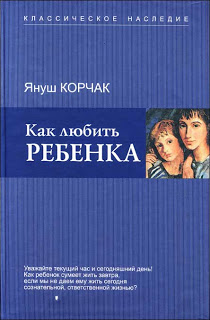 КЛАССИЧЕСКОЕ НАСЛЕДИЕ
Януш КОРЧАК
Как любить
РЕБЕНКА
Уважайте текущий час и сегодняшний день!
Как ребенок сумеет жить завтра,
если мы не даем ему жить сегодня
сознательной, ответственной жизнью?